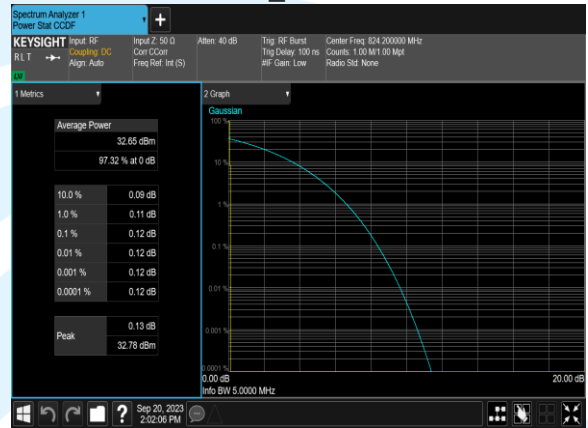 Spectrum Analyzer 1
Power Stat CCDF
KEYSIGHT
RLT
Input: RF
Coupling: DC
Align: Auto
Input Z: 50 Ω
Corr CCorr
Freq Ref: Int (S)
Atten: 40 dB
Trig: RF Burst
Trig Delay: 100 ns
#IF Gain: Low
Center Freq: 824.200000 MHz
Counts: 1.00 M/1.00 Mpt
Radio Std: None
1 Metrics
Average Power
32.65 dBm
97.32 % at 0 dB
10.0 % 0.09 dB
1.0 % 0.11 dB
0.1 % 0.12 dB
0.01 % 0.12 dB
0.001 % 0.12 dB
0.0001 % 0.12 dB
Peak
0.13 dB
32.78 dBm
2 Graph
Gaussian
100 %
10 %
1 %
0.1 %
0.01 %
0.001 %
0.0001 %
0.00 dB
20.00 dB
Info BW 5.0000 MHz
?
Sep 20, 2023
2:02:06 PM